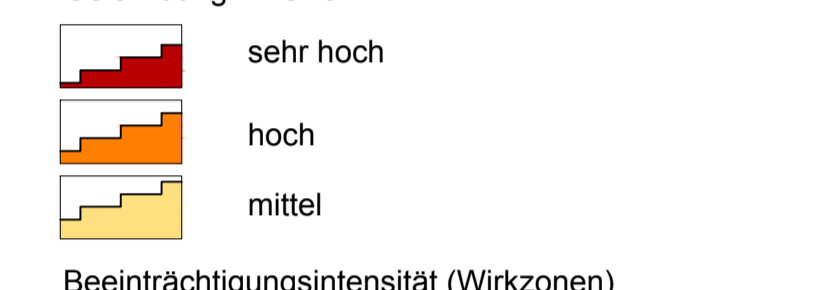 sehr hoch
hoch
mittel
Beeinträchtigungsintensität (Wirkzonen)